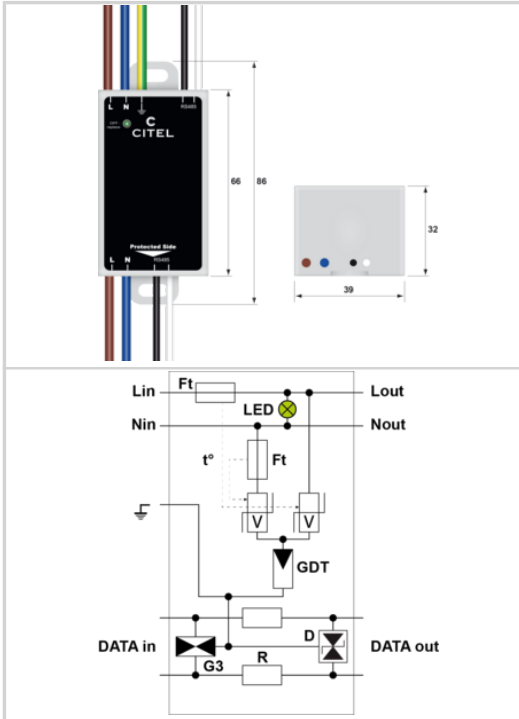 L N RS485
OFF
C
CITEL
66
86
Protected Side
L N RS485
32
39
Lin Ft Lout
LED
Nin Nout
t° Ft
V V
GDT
D
DATA in DATA out
G3 R